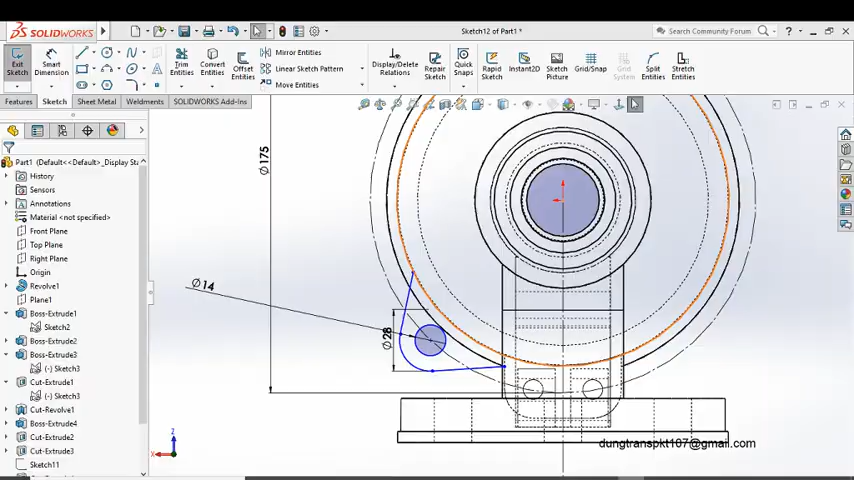 SOLIDWORKS
Sketch12 of Part1 *
Search Community Forum
Exit Sketch
Smart Dimension
Trim Entities
Convert Entities
Offset Entities
Mirror Entities
Linear Sketch Pattern
Move Entities
Display/Delete Relations
Repair Sketch
Quick Snaps
Rapid Sketch
Instant2D
Sketch Picture
Grid/Snap
Grid System
Split Entities
Stretch Entities
Features
Sketch
Sheet Metal
Weldments
SOLIDWORKS Add-Ins
Part1 (Default<<Default>_Display Sta
History
Sensors
Annotations
Material <not specified>
Front Plane
Top Plane
Right Plane
Origin
Revolve1
Plane1
Boss-Extrude1
Sketch2
Boss-Extrude2
Boss-Extrude3
(-) Sketch3
Cut-Extrude1
(-) Sketch3
Cut-Revolve1
Boss-Extrude4
Cut-Extrude2
Cut-Extrude3
Sketch11
Ø175
Ø14
Ø28
Z
X
dungtranspkt107@gmail.com